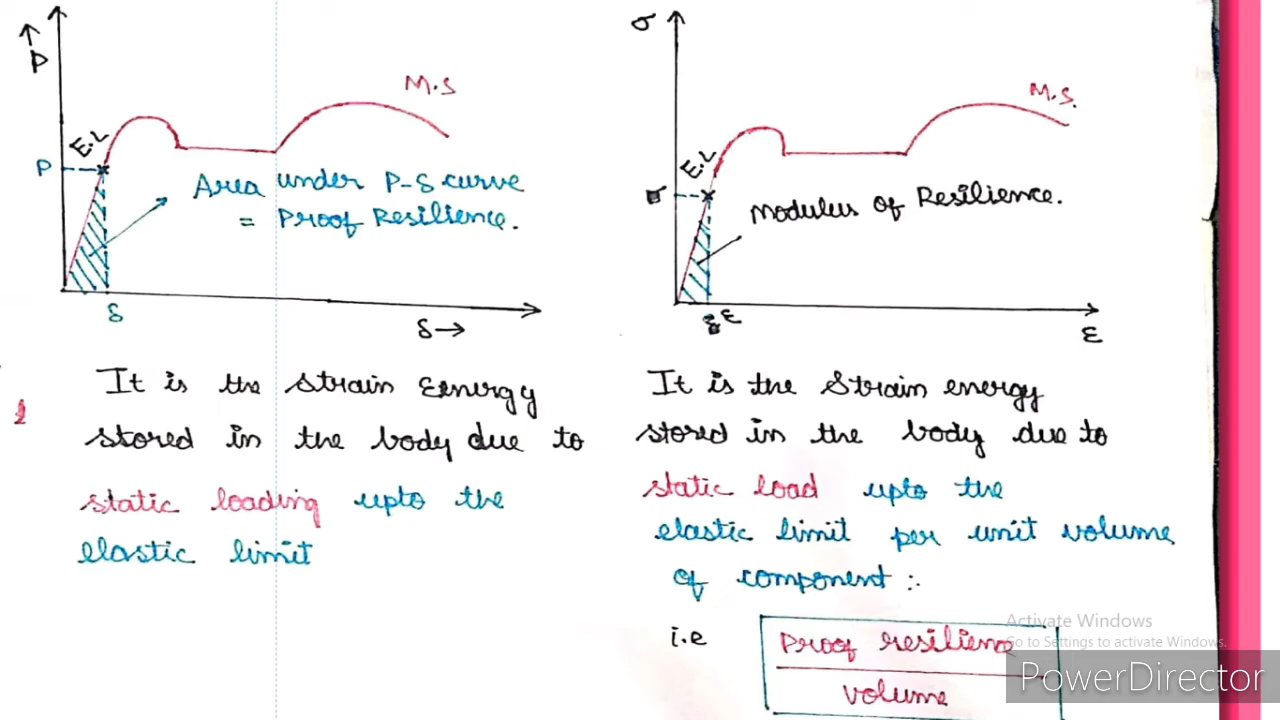 P
M.S
E.L
P
Area under P-δ curve
= Proof Resilience.
δ
δ→
It is the strain Eenergy
stored in the body due to
static loading upto the
elastic limit
σ
M.S.
E.L
σ
Modulus of Resilience.
ε
ε
It is the Strain energy
stored in the body due to
static load upto the
elastic limit per unit volume
of component :.
i.e
Proof resilience
volume
Activate Windows
Go to Settings to activate Windows.
PowerDirector